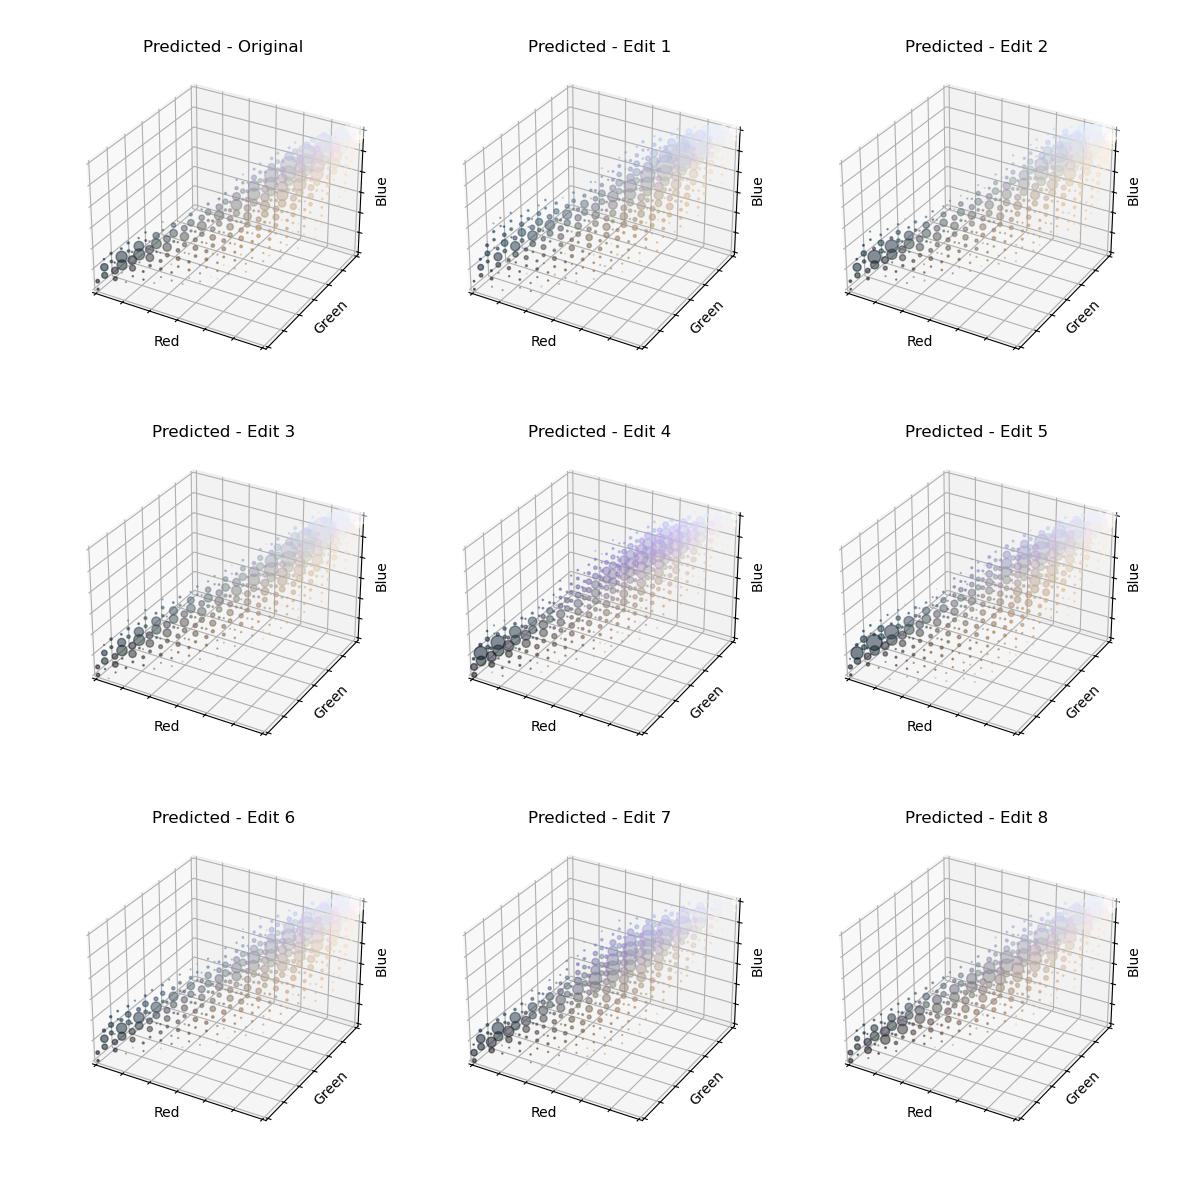 Predicted - Original
Blue
Green
Red
Predicted - Edit 1
Blue
Green
Red
Predicted - Edit 2
Blue
Green
Red
Predicted - Edit 3
Blue
Green
Red
Predicted - Edit 4
Blue
Green
Red
Predicted - Edit 5
Blue
Green
Red
Predicted - Edit 6
Blue
Green
Red
Predicted - Edit 7
Blue
Green
Red
Predicted - Edit 8
Blue
Green
Red